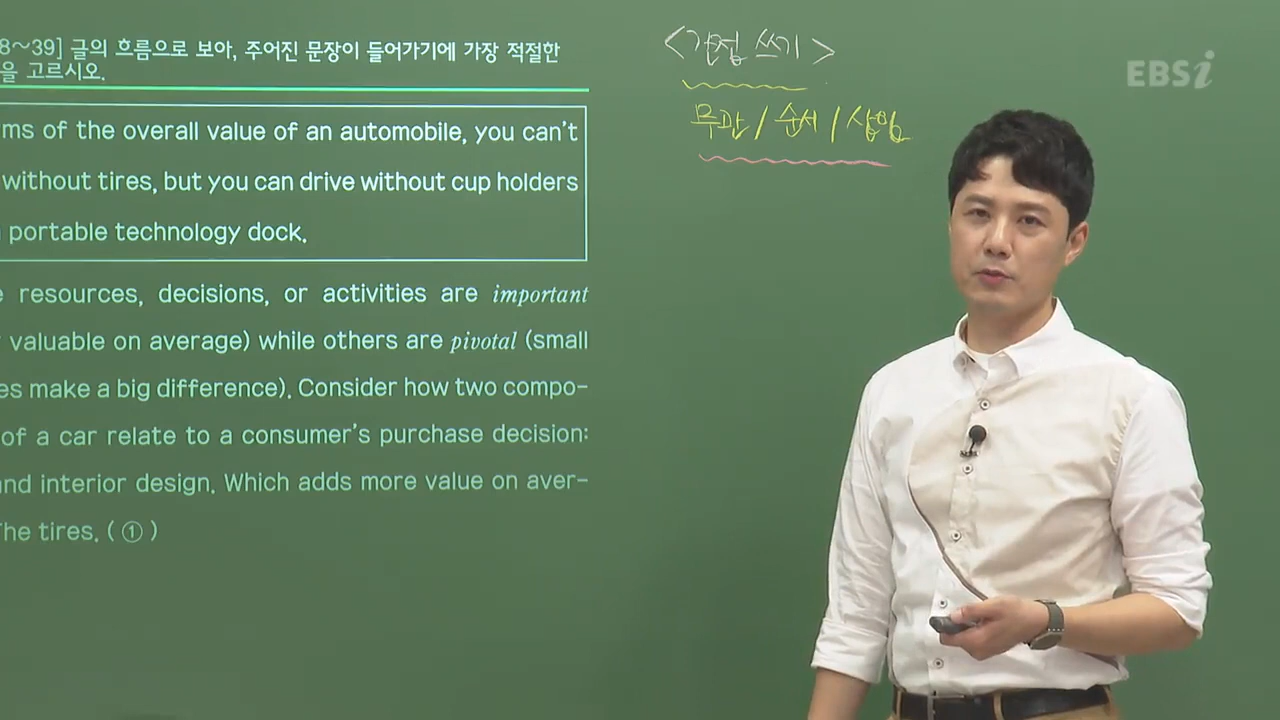 8～39] 글의 흐름으로 보아, 주어진 문장이 들어가기에 가장 적절한
을 고르시오.
ms of the overall value of an automobile, you can't
without tires, but you can drive without cup holders
portable technology dock.
e resources, decisions, or activities are important
valuable on average) while others are pivotal (small
es make a big difference). Consider how two compo-
of a car relate to a consumer's purchase decision:
nd interior design. Which adds more value on aver-
he tires. ( ① )
<간접 쓰기>
무관 / 순서 / 삽입
EBSi